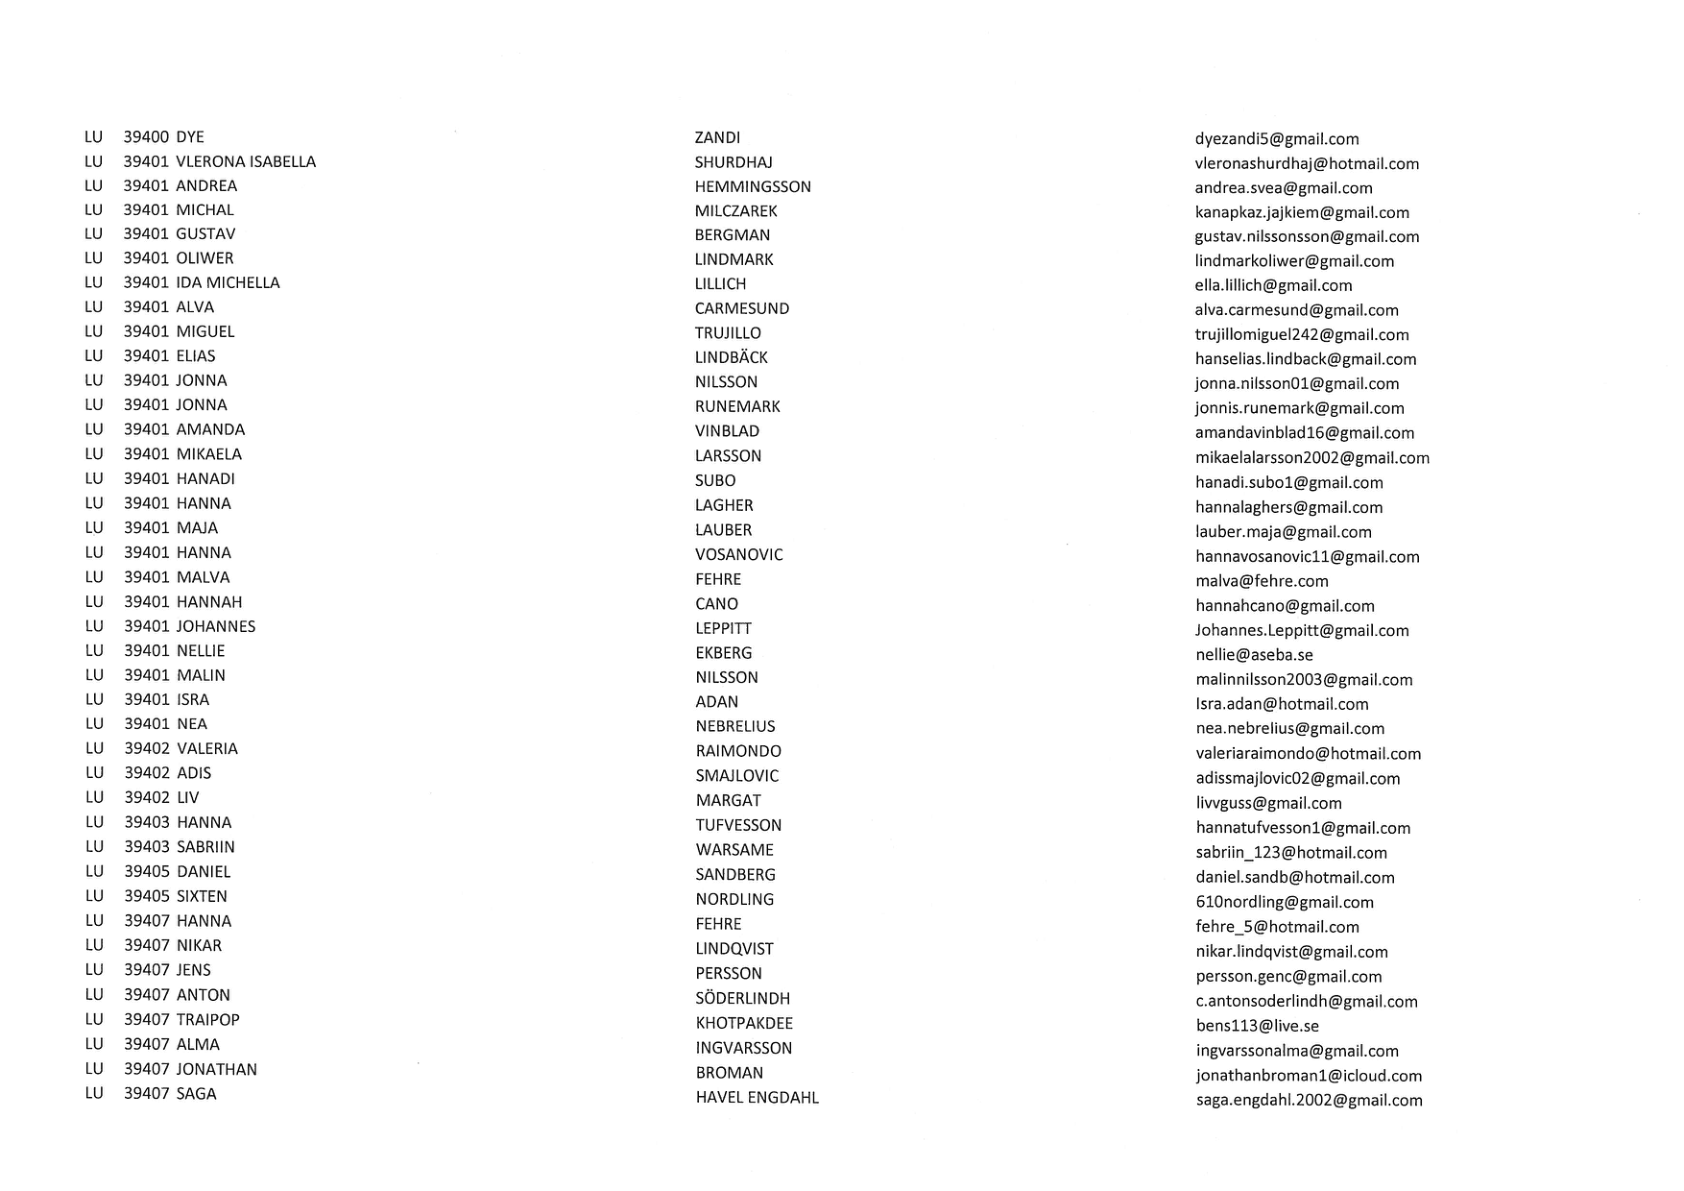 LU 39400 DYE ZANDI dyezandi5@gmail.com
LU 39401 VLERONA ISABELLA SHURDHAJ vleronashurdhaj@hotmail.com
LU 39401 ANDREA HEMMINGSSON andrea.svea@gmail.com
LU 39401 MICHAL MILCZAREK kanapkaz.jajkiem@gmail.com
LU 39401 GUSTAV BERGMAN gustav.nilssonsson@gmail.com
LU 39401 OLIWER LINDMARK lindmarkoliwer@gmail.com
LU 39401 IDA MICHELLA LILLICH ella.lillich@gmail.com
LU 39401 ALVA CARMESUND alva.carmesund@gmail.com
LU 39401 MIGUEL TRUJILLO trujillomiguel242@gmail.com
LU 39401 ELIAS LINDBÄCK hanselias.lindback@gmail.com
LU 39401 JONNA NILSSON jonna.nilsson01@gmail.com
LU 39401 JONNA RUNEMARK jonnis.runemark@gmail.com
LU 39401 AMANDA VINBLAD amandavinblad16@gmail.com
LU 39401 MIKAELA LARSSON mikaelalarsson2002@gmail.com
LU 39401 HANADI SUBO hanadi.subo1@gmail.com
LU 39401 HANNA LAGHER hannalaghers@gmail.com
LU 39401 MAJA LAUBER lauber.maja@gmail.com
LU 39401 HANNA VOSANOVIC hannavosanovic11@gmail.com
LU 39401 MALVA FEHRE malva@fehre.com
LU 39401 HANNAH CANO hannahcano@gmail.com
LU 39401 JOHANNES LEPPITT Johannes.Leppitt@gmail.com
LU 39401 NELLIE EKBERG nellie@aseba.se
LU 39401 MALIN NILSSON malinnilsson2003@gmail.com
LU 39401 ISRA ADAN Isra.adan@hotmail.com
LU 39401 NEA NEBRELIUS nea.nebrelius@gmail.com
LU 39402 VALERIA RAIMONDO valeriaraimondo@hotmail.com
LU 39402 ADIS SMAJLOVIC adissmajlovic02@gmail.com
LU 39402 LIV MARGAT livvguss@gmail.com
LU 39403 HANNA TUFVESSON hannatufvesson1@gmail.com
LU 39403 SABRIIN WARSAME sabriin_123@hotmail.com
LU 39405 DANIEL SANDBERG daniel.sandb@hotmail.com
LU 39405 SIXTEN NORDLING 610nordling@gmail.com
LU 39407 HANNA FEHRE fehre_5@hotmail.com
LU 39407 NIKAR LINDQVIST nikar.lindqvist@gmail.com
LU 39407 JENS PERSSON persson.genc@gmail.com
LU 39407 ANTON SÖDERLINDH c.antonsoderlindh@gmail.com
LU 39407 TRAIPOP KHOTPAKDEE bens113@live.se
LU 39407 ALMA INGVARSSON ingvarssonalma@gmail.com
LU 39407 JONATHAN BROMAN jonathanbroman1@icloud.com
LU 39407 SAGA HAVEL ENGDAHL saga.engdahl.2002@gmail.com